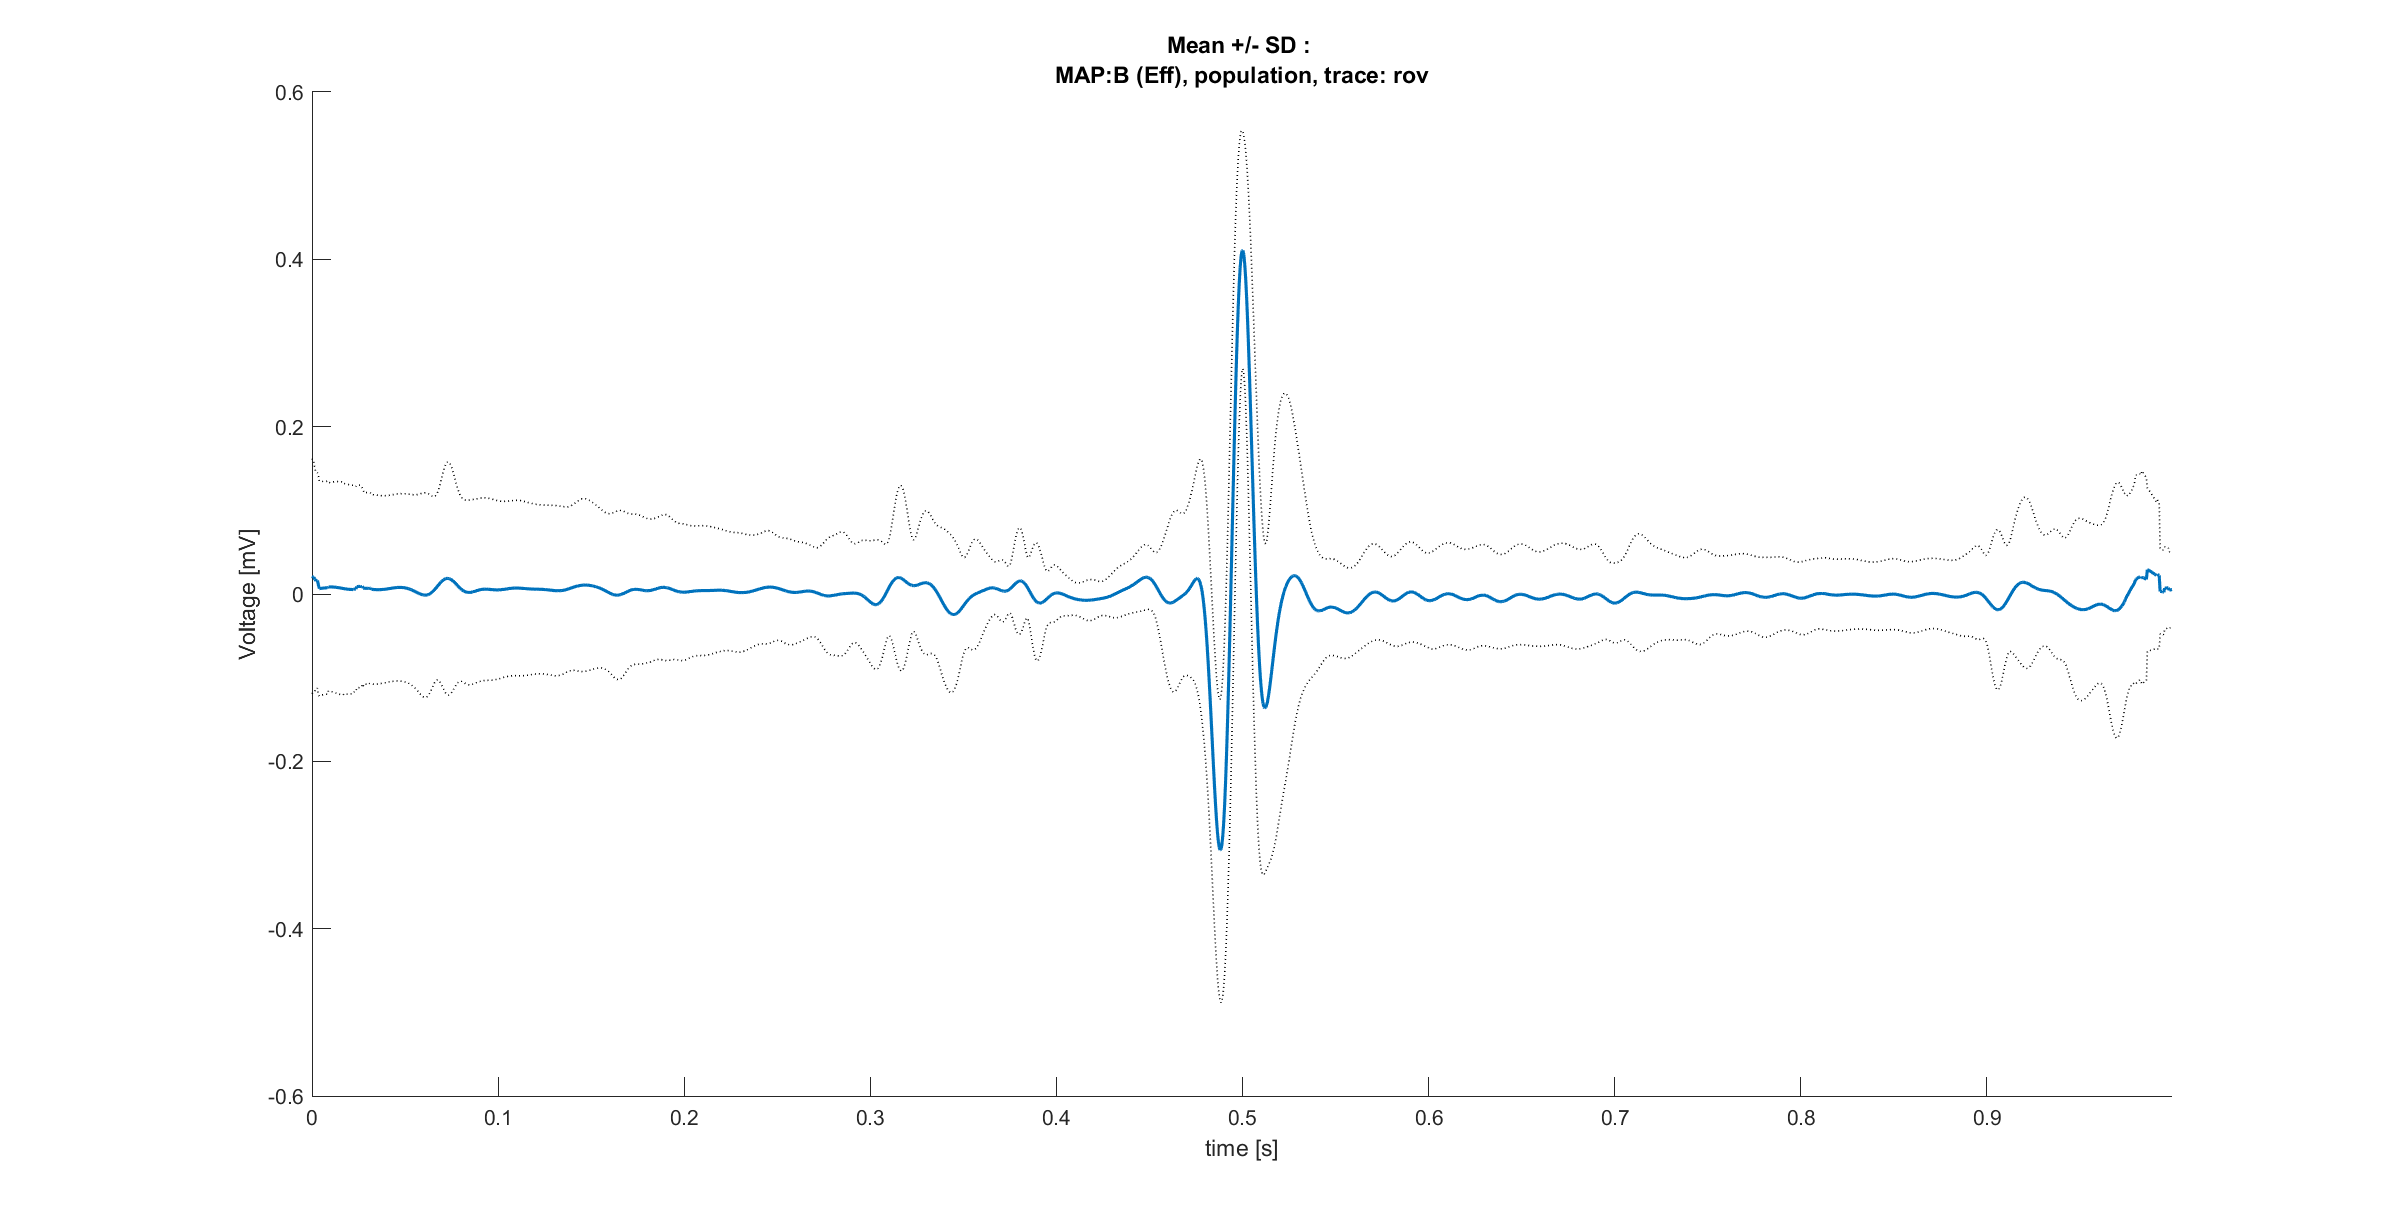 Mean +/- SD :
MAP:B (Eff), population, trace: rov
0.6
0.4
0.2
0
-0.2
-0.4
-0.6
Voltage [mV]
0 0.1 0.2 0.3 0.4 0.5 0.6 0.7 0.8 0.9
time [s]